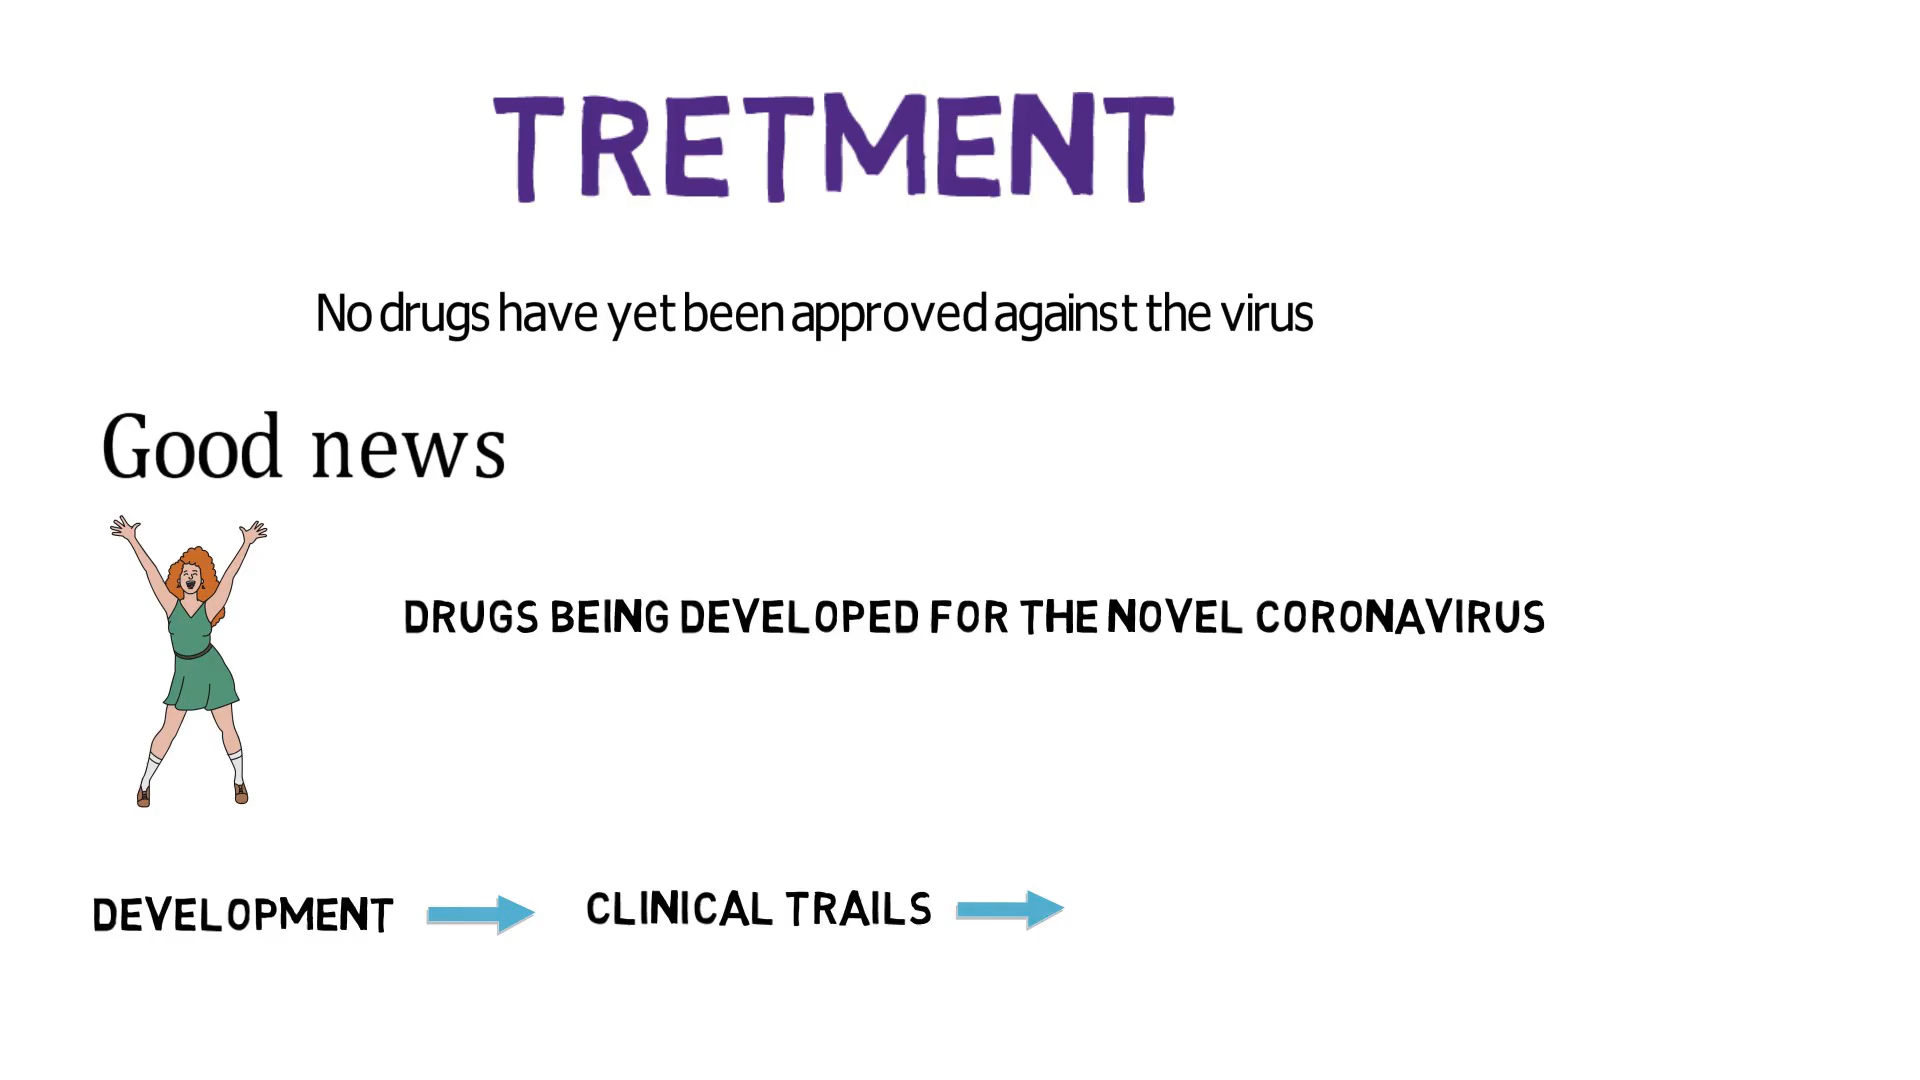 TRETMENT
No drugs have yet been approved against the virus
Good news
DRUGS BEING DEVELOPED FOR THE NOVEL CORONAVIRUS
DEVELOPMENT
CLINICAL TRAILS